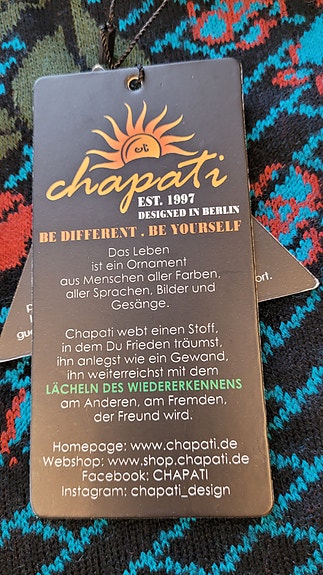 chapati
EST. 1997
DESIGNED IN BERLIN
BE DIFFERENT . BE YOURSELF
Das Leben
ist ein Ornament
aus Menschen aller Farben,
aller Sprachen, Bilder und
Gesänge.
Chapati webt einen Stoff,
in dem Du Frieden träumst,
ihn anlegst wie ein Gewand,
ihn weiterreichst mit dem
LÄCHELN DES WIEDERERKENNENS
am Anderen, am Fremden,
der Freund wird.
Homepage: www.chapati.de
Webshop: www.shop.chapati.de
Facebook: CHAPATI
Instagram: chapati_design